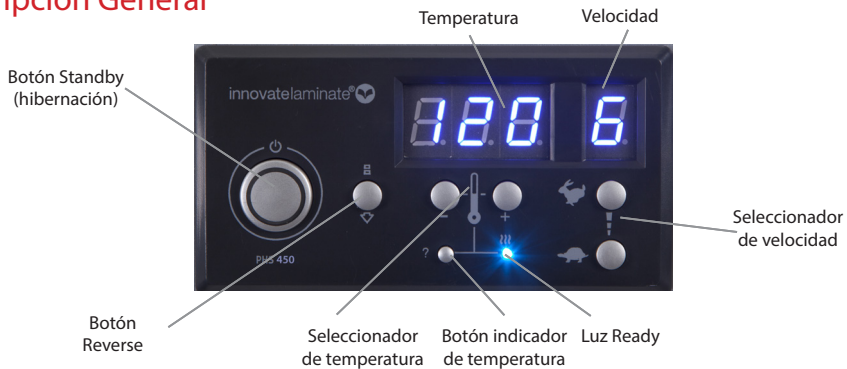 ipción General
Temperatura
Velocidad
Botón Standby
(hibernación)
innovatelaminate®
120 6
- +
?
PHS 450
Seleccionador
de velocidad
Botón
Reverse
Seleccionador
de temperatura
Botón indicador
de temperatura
Luz Ready